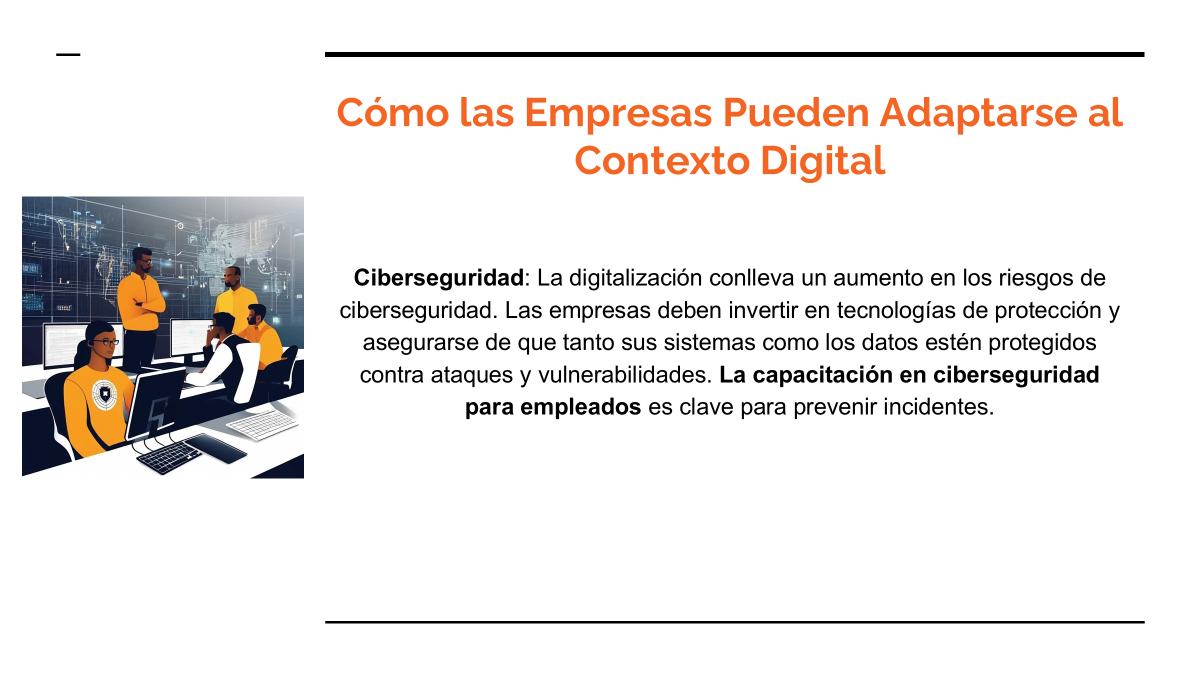 Cómo las Empresas Pueden Adaptarse al
Contexto Digital
Ciberseguridad: La digitalización conlleva un aumento en los riesgos de
ciberseguridad. Las empresas deben invertir en tecnologías de protección y
asegurarse de que tanto sus sistemas como los datos estén protegidos
contra ataques y vulnerabilidades. La capacitación en ciberseguridad
para empleados es clave para prevenir incidentes.